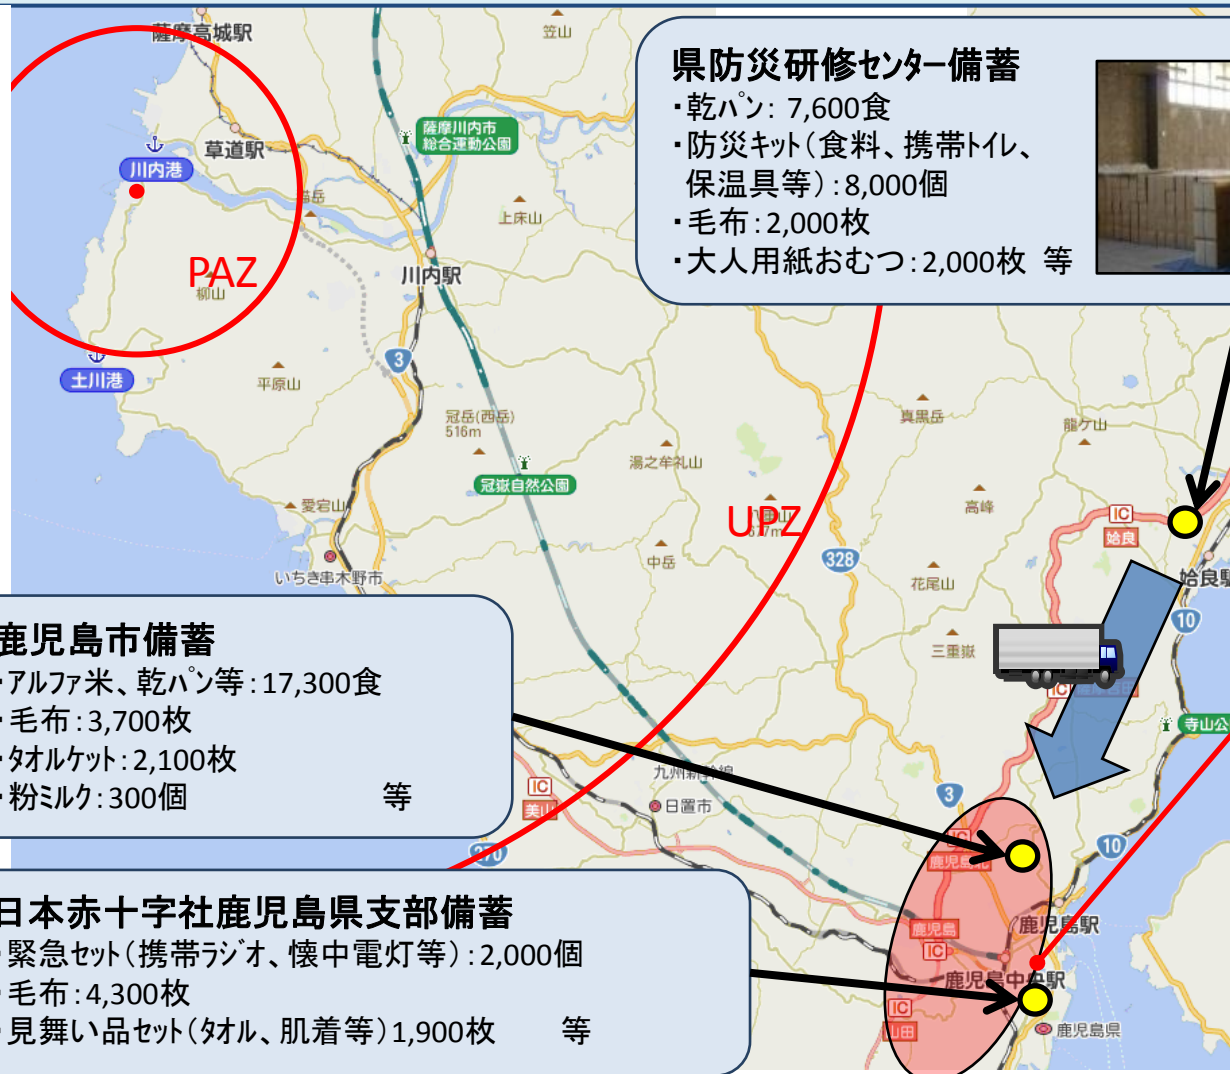 薩摩高城駅
笠山
県防災研修センター備蓄
・乾パン：7,600食
・防災キット（食料、携帯トイレ、
保温具等）：8,000個
・毛布：2,000枚
・大人用紙おむつ：2,000枚 等
薩摩川内市
総合運動公園
草道駅
川内港
上床山
川内駅
PAZ
柳山
土川港
3
平原山
冠岳(西岳)
516m
真黒岳
龍ケ山
湯之牟礼山
冠嶽自然公園
愛宕山
高峰
UPZ
677m
IC
姶良
中岳
328
いちき串木野市
花尾山
姶良駅
10
三重嶽
鹿児島市備蓄
・アルファ米、乾パン等：17,300食
・毛布：3,700枚
・タオルケット：2,100枚
・粉ミルク：300個 等
IC
寺山公
九州新幹線
IC
美山
日置市
3
10
270
IC
鹿児島北
日本赤十字社鹿児島県支部備蓄
・緊急セット（携帯ラジオ、懐中電灯等）：2,000個
・毛布：4,300枚
・見舞い品セット（タオル、肌着等）1,900枚 等
鹿児島
IC
鹿児島駅
鹿児島中央駅
IC
山田
鹿児島県